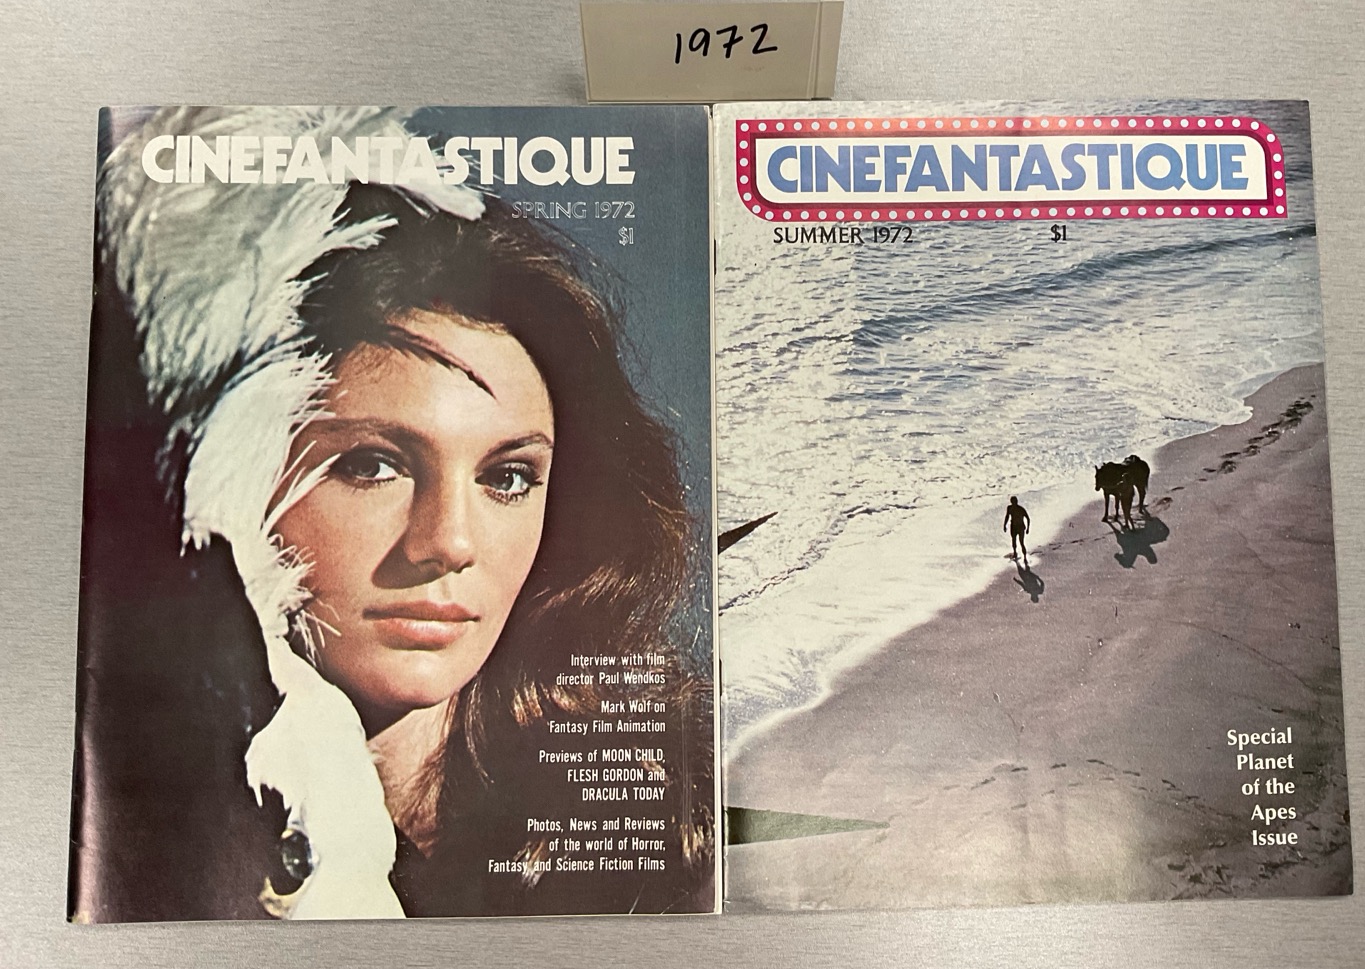 1972
CINEFANTASTIQUE
SPRING 1972
$1
Interview with film
director Paul Wendkos
Mark Wolf on
Fantasy Film Animation
Previews of MOON CHILD,
FLESH GORDON and
DRACULA TODAY
Photos, News and Reviews
of the world of Horror,
Fantasy and Science Fiction Films
CINEFANTASTIQUE
SUMMER 1972 $1
Special
Planet
of the
Apes
Issue